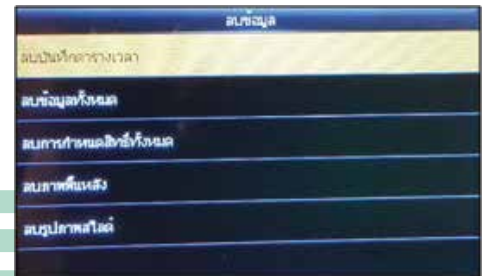 ลบข้อมูล
ลบบันทึกตารางเวลา
ลบข้อมูลทั้งหมด
ลบการกำหนดสิทธิ์ทั้งหมด
ลบภาพพื้นหลัง
ลบรูปภาพสไลด์